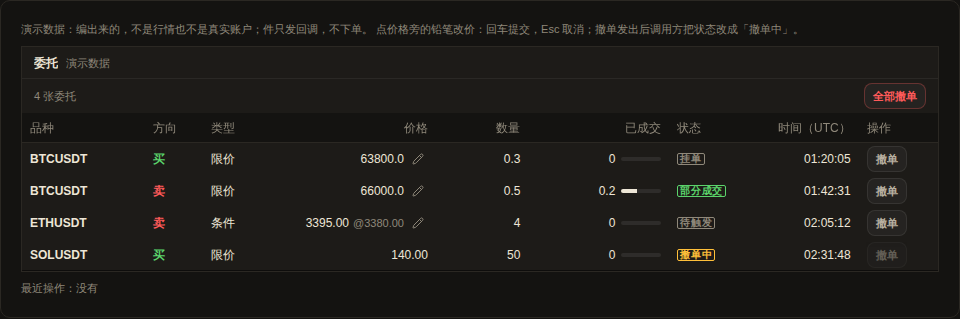 演示数据：编出来的，不是行情也不是真实账户；件只发回调，不下单。 点价格旁的铅笔改价：回车提交，Esc 取消；撤单发出后调用方把状态改成「撤单中」。
委托 演示数据
4 张委托 全部撤单
品种 方向 类型 价格 数量 已成交 状态 时间（UTC） 操作
BTCUSDT 买 限价 63800.0 0.3 0 挂单 01:20:05 撤单
BTCUSDT 卖 限价 66000.0 0.5 0.2 部分成交 01:42:31 撤单
ETHUSDT 卖 条件 3395.00 @3380.00 4 0 待触发 02:05:12 撤单
SOLUSDT 买 限价 140.00 50 0 撤单中 02:31:48 撤单
最近操作：没有